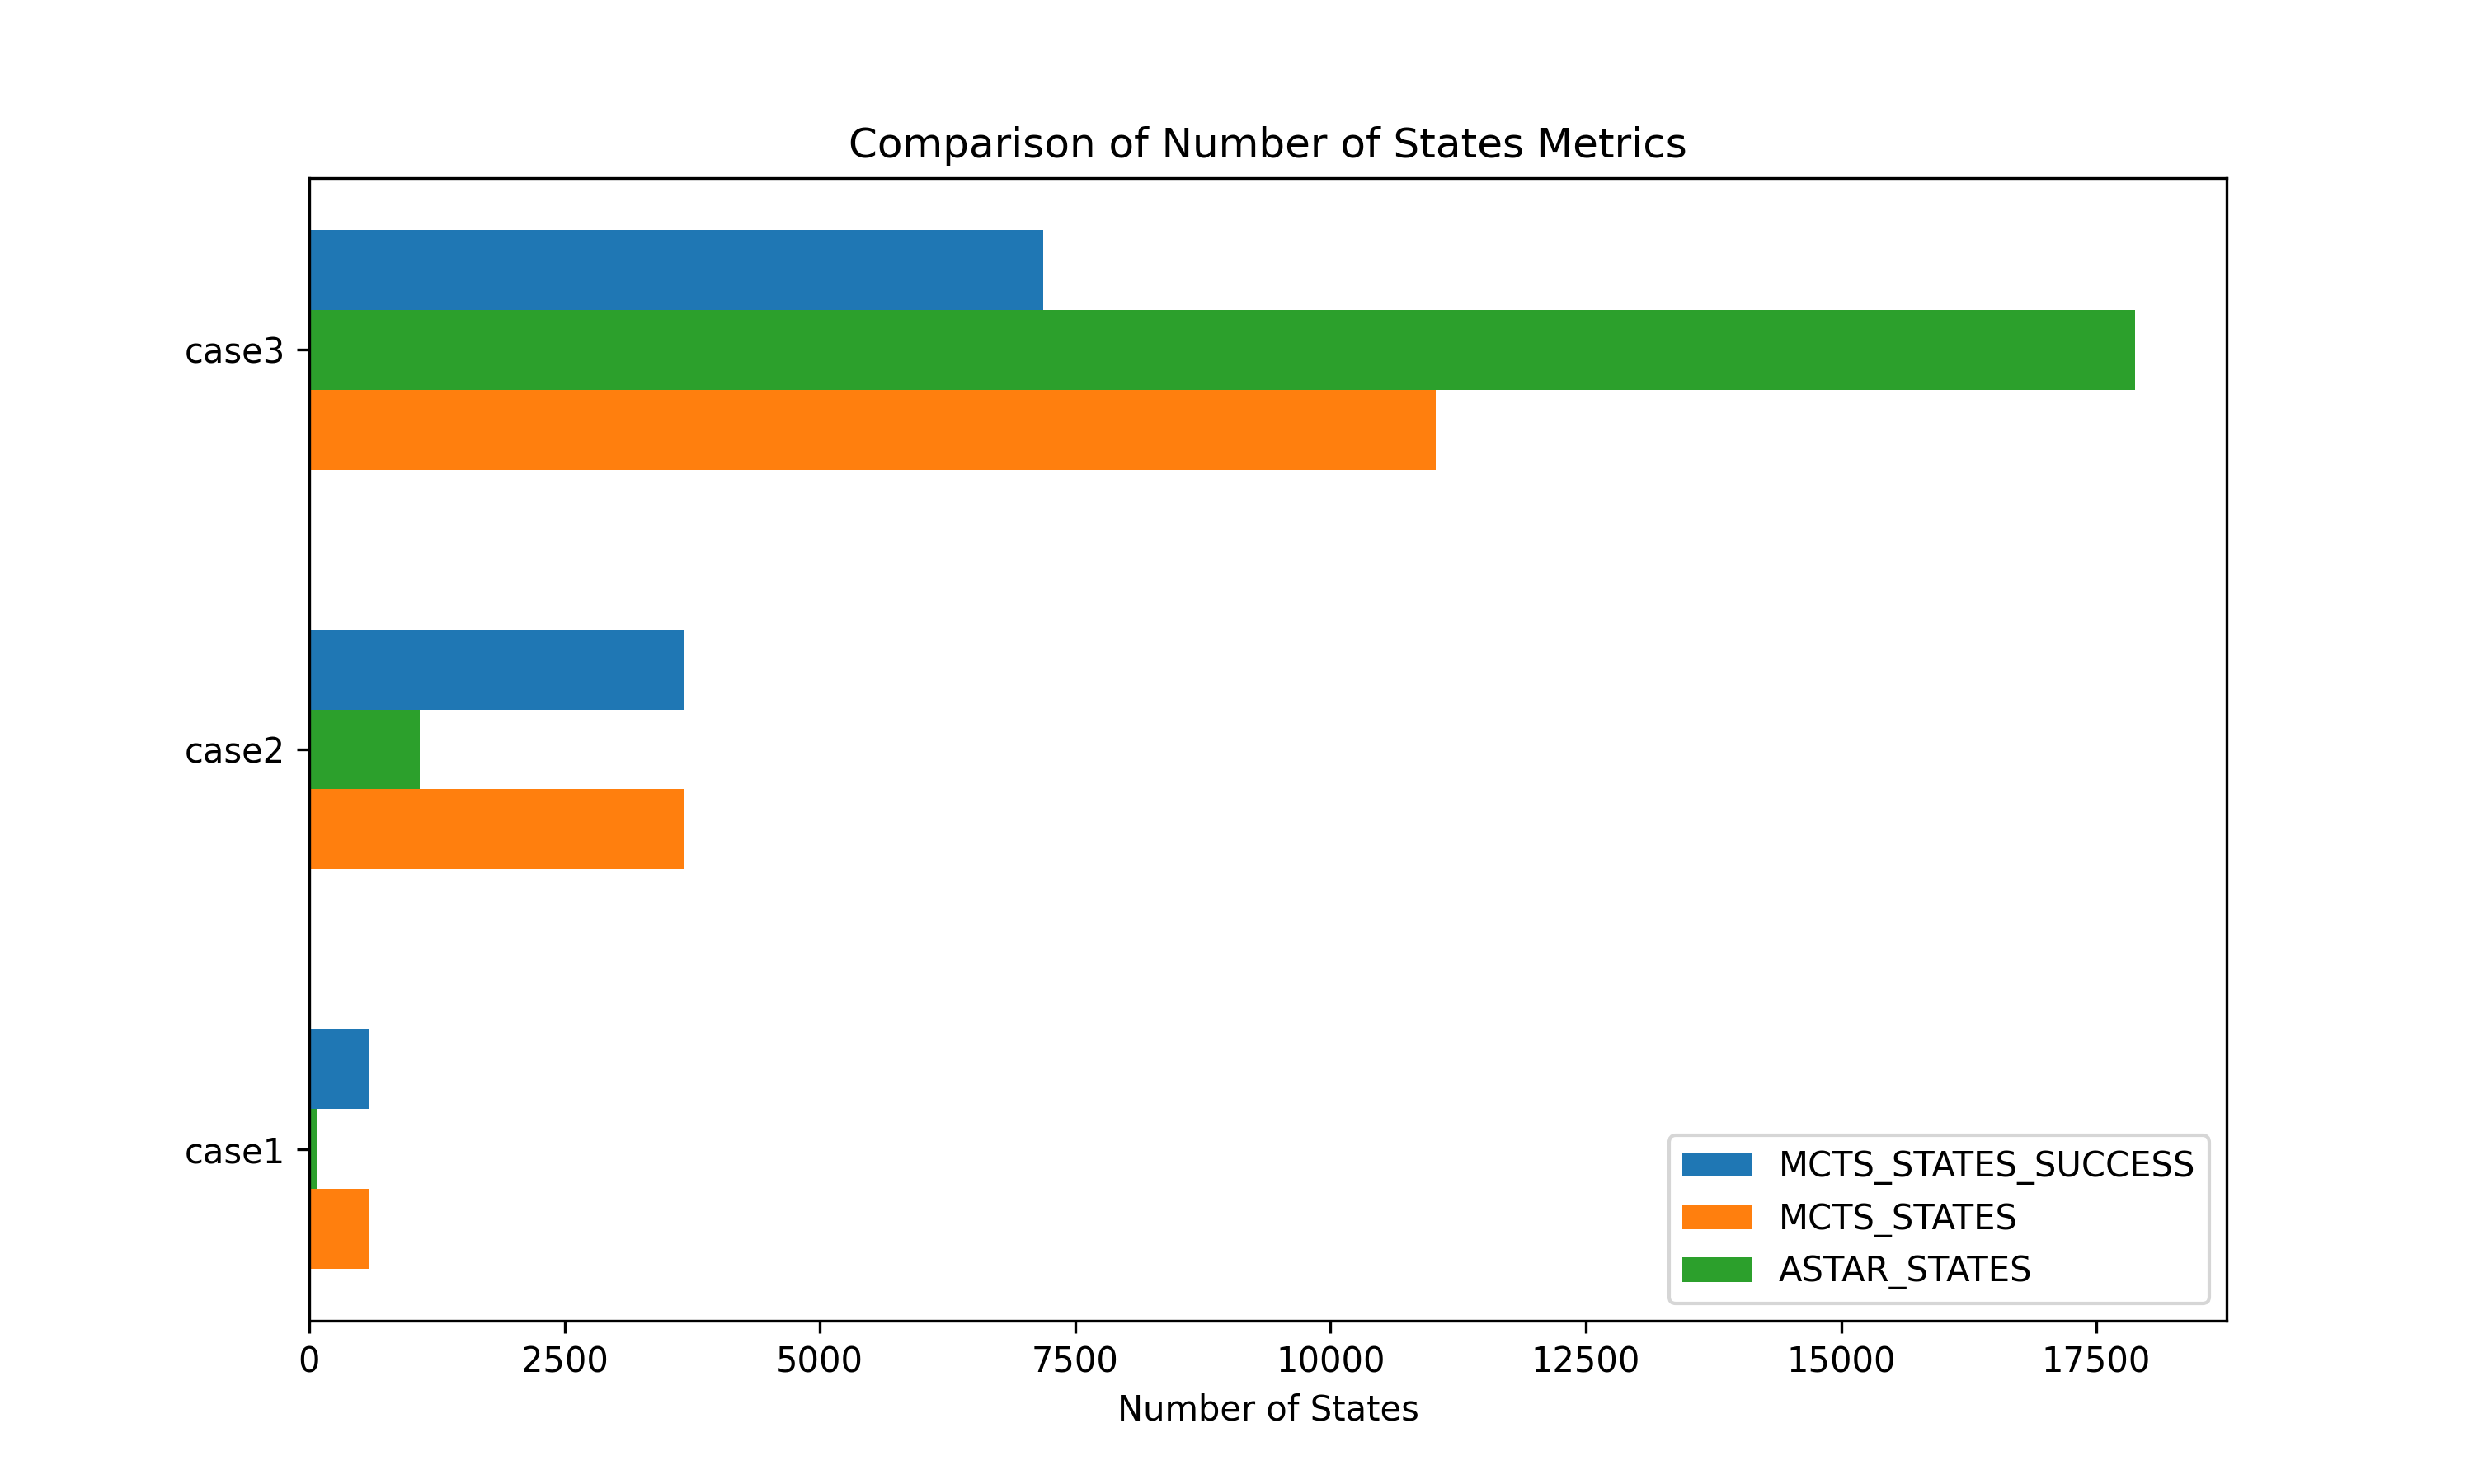 Comparison of Number of States Metrics
case3
case2
case1
MCTS_STATES_SUCCESS
MCTS_STATES
ASTAR_STATES
0 2500 5000 7500 10000 12500 15000 17500
Number of States